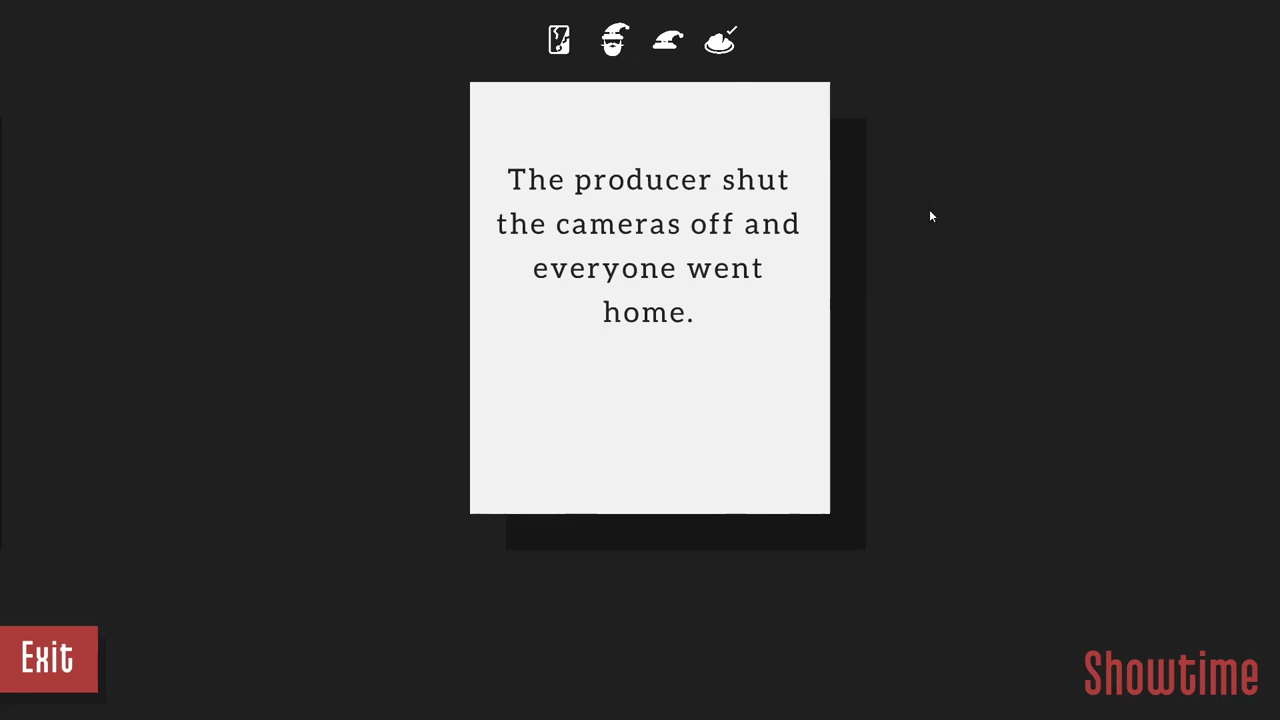 The producer shut
the cameras off and
everyone went
home.
Exit
Showtime